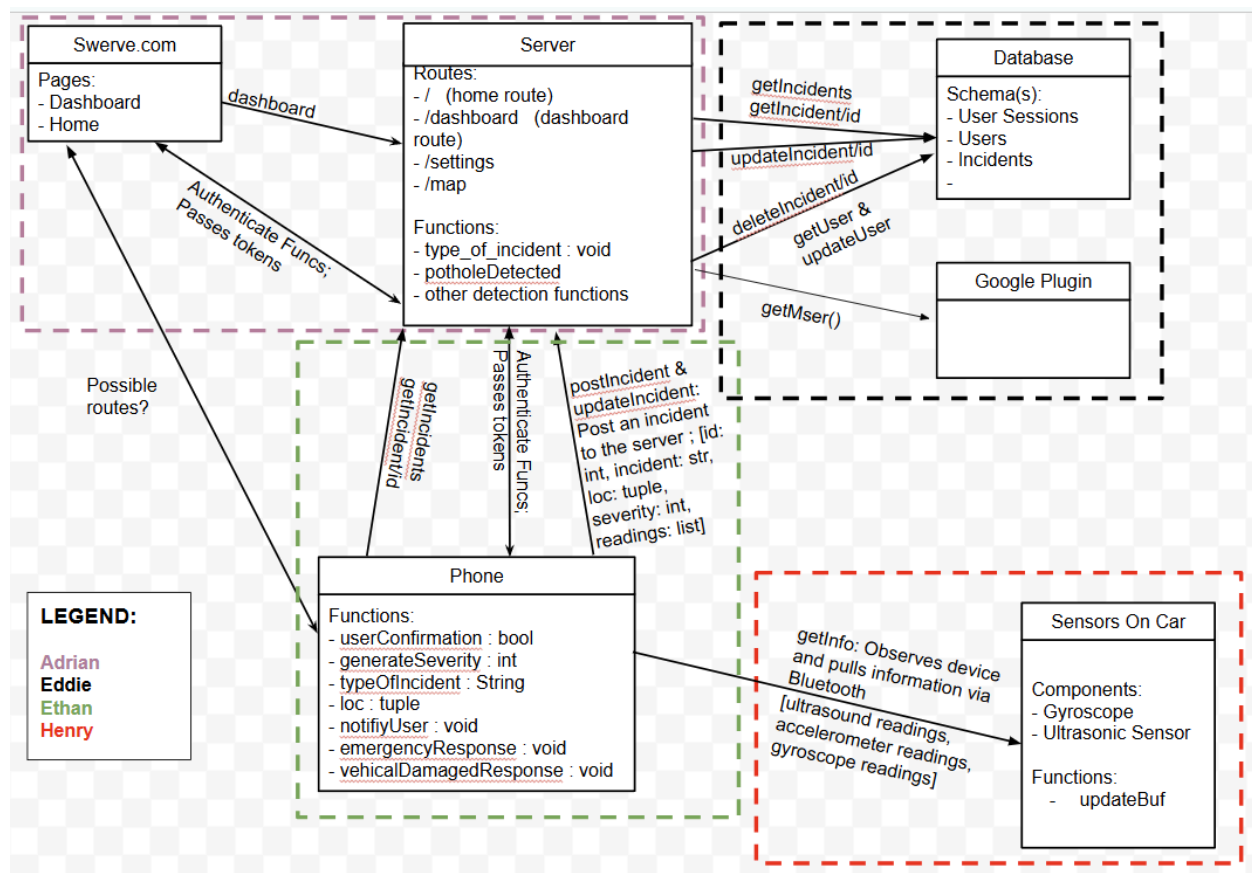 Swerve.com
Pages:
- Dashboard
- Home
dashboard
Server
Routes:
- /   (home route)
- /dashboard   (dashboard
route)
- /settings
- /map
Functions:
- type_of_incident : void
- potholeDetected
- other detection functions
getIncidents
getIncident/id
updateIncident/id
deleteIncident/id
getUser &
updateUser
getMser()
Database
Schema(s):
- User Sessions
- Users
- Incidents
-
Google Plugin
Authenticate Funcs;
Passes tokens
Possible
routes?
getIncidents
getIncident/id
Authenticate Funcs;
Passes tokens
postIncident &
updateIncident:
Post an incident
to the server ; [id:
int, incident: str,
loc: tuple,
severity: int,
readings: list]
Phone
Functions:
- userConfirmation : bool
- generateSeverity : int
- typeOfIncident : String
- loc : tuple
- notifiyUser : void
- emergencyResponse : void
- vehicalDamagedResponse : void
LEGEND:
Adrian
Eddie
Ethan
Henry
getInfo: Observes device
and pulls information via
Bluetooth
[ultrasound readings,
accelerometer readings,
gyroscope readings]
Sensors On Car
Components:
- Gyroscope
- Ultrasonic Sensor
Functions:
- updateBuf